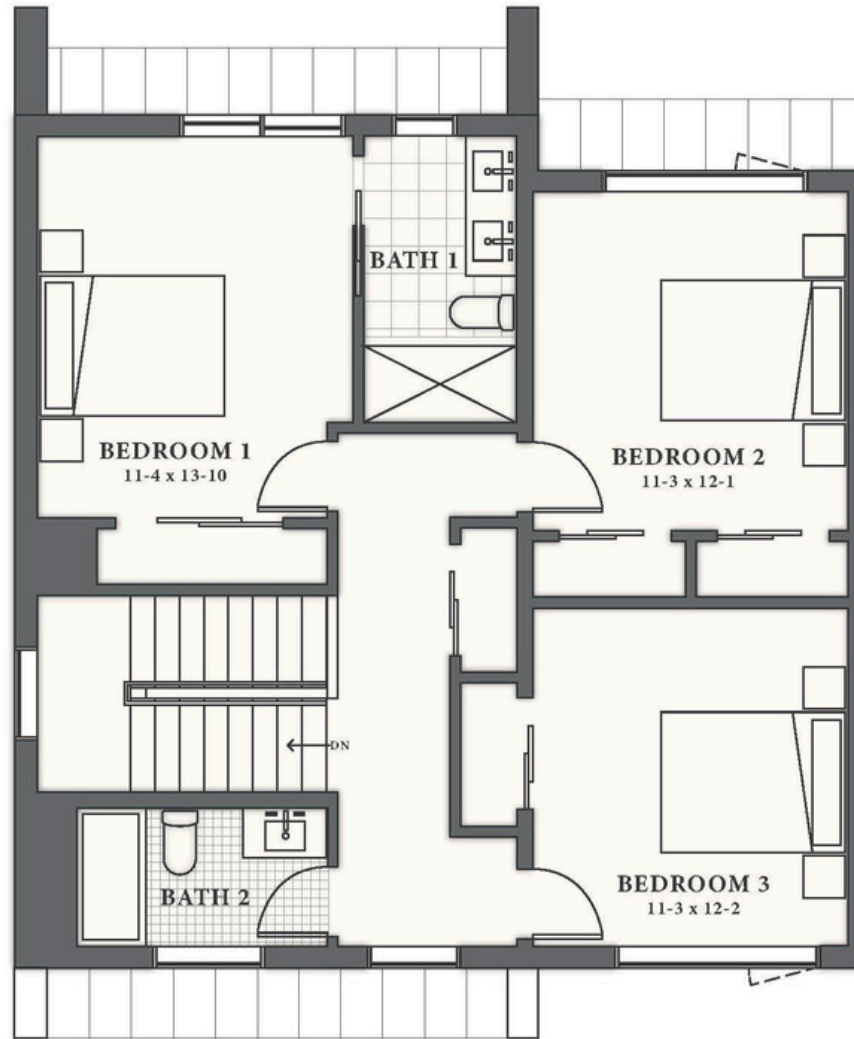 BATH 1
BEDROOM 1
11-4 x 13-10
BEDROOM 2
11-3 x 12-1
DN
BEDROOM 3
11-3 x 12-2
BATH 2